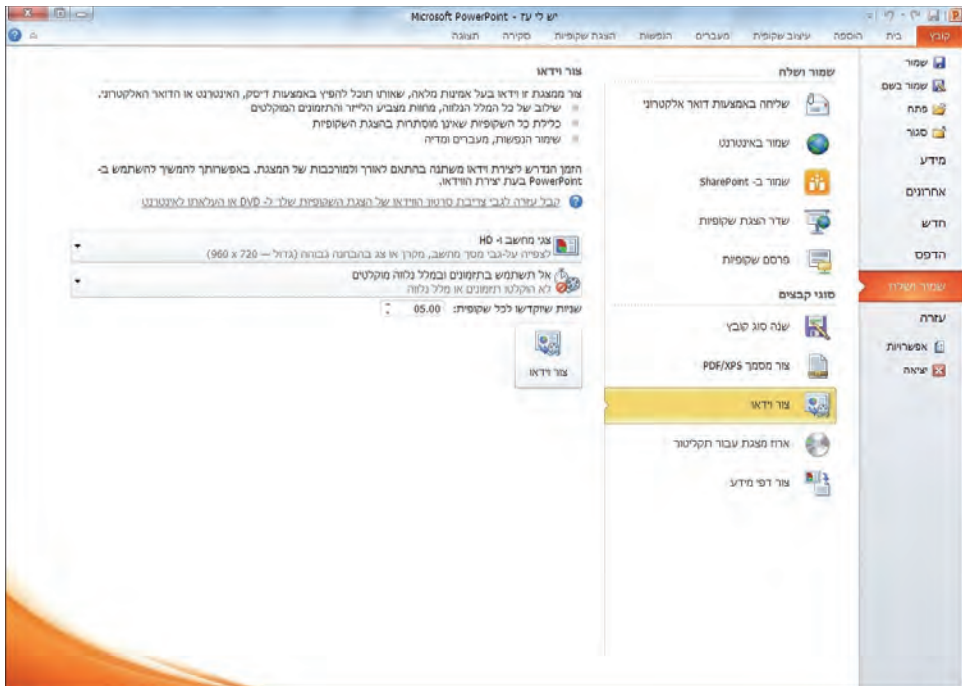 יש לי עז - Microsoft PowerPoint
קובץ בית הוספה עיצוב שקופית מעברים הנפשות הצגת שקופיות סקירה תצוגה
שמור
שמור בשם
פתח
סגור
מידע
אחרונים
חדש
הדפס
שמור ושלח
עזרה
אפשרויות
יציאה
שמור ושלח
שליחה באמצעות דואר אלקטרוני
שמור באינטרנט
שמור ב- SharePoint
שדר הצגת שקופיות
פרסם שקופיות
סוגי קבצים
שנה סוג קובץ
צור מסמך PDF/XPS
צור וידאו
ארוז מצגת עבור תקליטור
צור דפי מידע
צור וידאו
צור ממצגת זו וידאו בעל אמינות מלאה, שאותו תוכל להפיץ באמצעות דיסק, האינטרנט או הדואר האלקטרוני.
שילוב של כל המלל הנלווה, מחוות מצביע הלייזר והתזמונים המוקלטים
כלילת כל השקופיות שאינן מוסתרות בהצגת השקופיות
שימור הנפשות, מעברים ומדיה
הזמן הנדרש ליצירת וידאו משתנה בהתאם לאורך ולמורכבות של המצגת. באפשרותך להמשיך להשתמש ב-
PowerPoint בעת יצירת הווידאו.
קבל עזרה לגבי צריבת סרטון הווידאו של הצגת השקופיות שלך ל- DVD או העלאתו לאינטרנט
צגי מחשב ו- HD
לצפייה על-גבי מסך מחשב, מקרן או צג בהבחנה גבוהה (גדול — 720 x 960)
אל תשתמש בתזמונים ובמלל נלווה מוקלטים
לא הוקלטו תזמונים או מלל נלווה
שניות שיוקדשו לכל שקופית: 05.00
צור וידאו